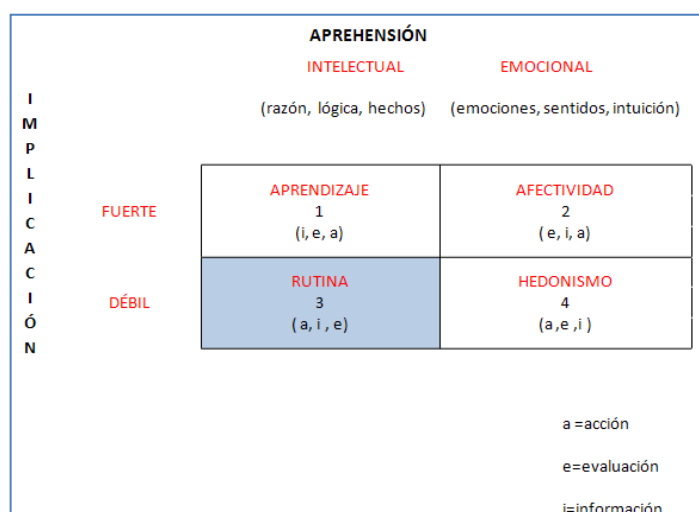 APREHENSIÓN
INTELECTUAL EMOCIONAL
(razón, lógica, hechos) (emociones, sentidos, intuición)
IMPLICACIÓN
FUERTE
APRENDIZAJE
1
(i, e, a)
AFECTIVIDAD
2
( e, i, a)
DÉBIL
RUTINA
3
( a, i , e)
HEDONISMO
4
(a ,e ,i )
a =acción
e=evaluación
i=información